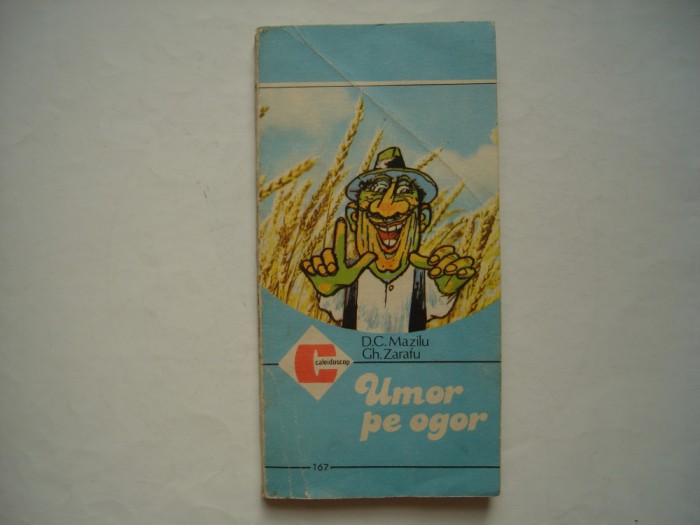 D.C. Mazilu
Gh. Zarafu
C
caleidoscop
Umor
pe ogor
167